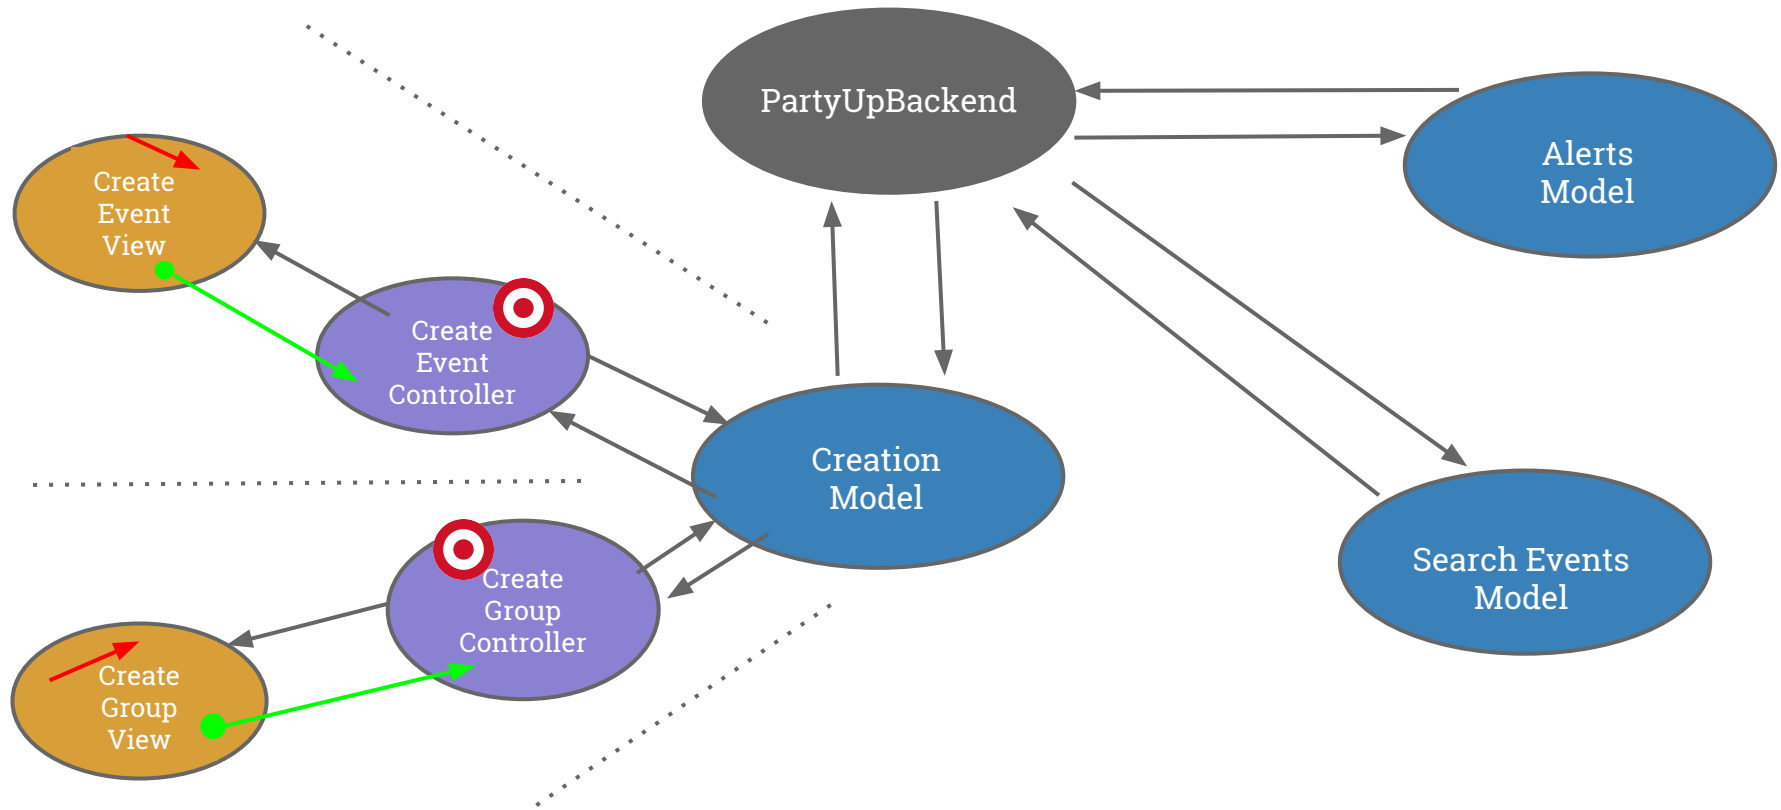 PartyUpBackend
Alerts
Model
Create
Event
View
Create
Event
Controller
Creation
Model
Search Events
Model
Create
Group
Controller
Create
Group
View